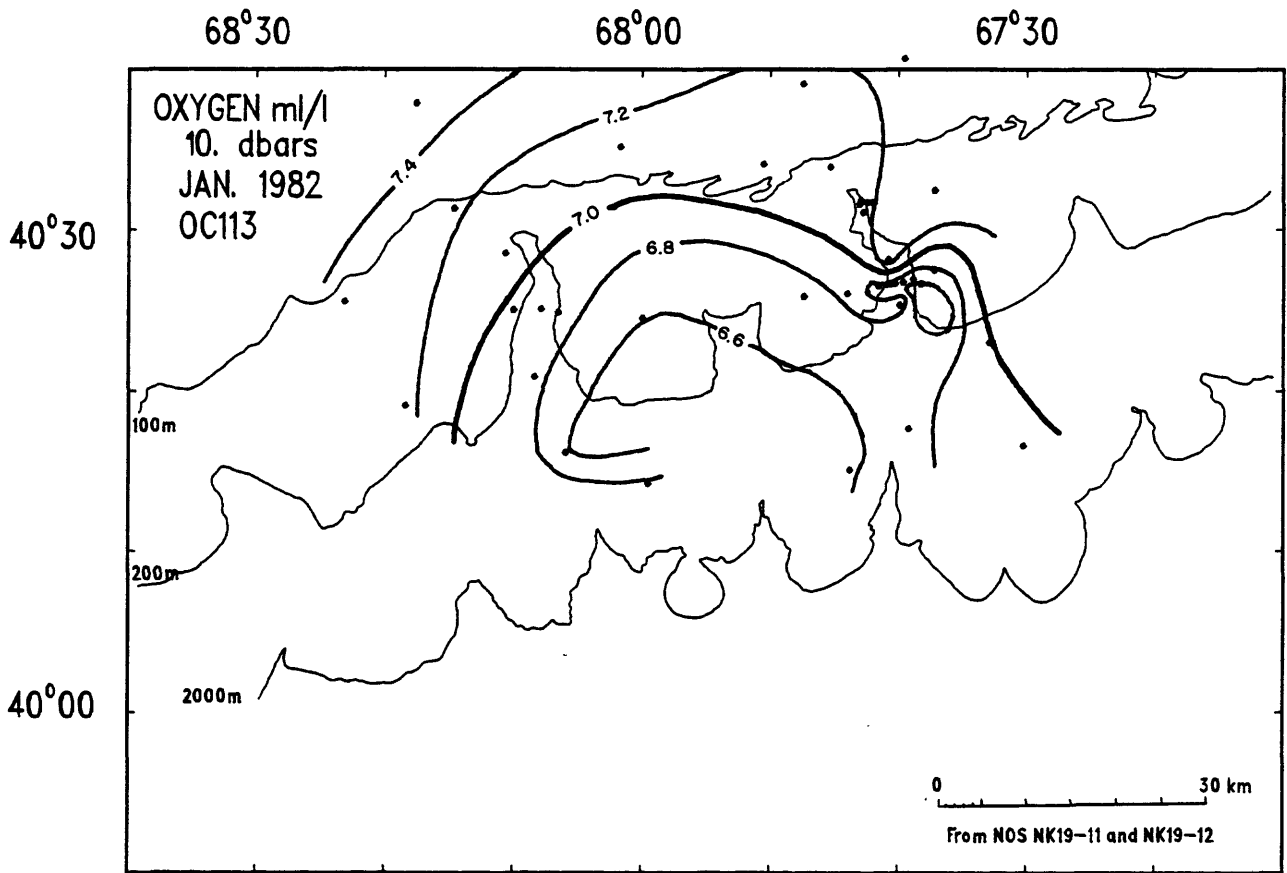 68°30 68°00 67°30
OXYGEN ml/l
10. dbars
JAN. 1982
OC113
7.4
7.2
7.0
6.8
6.6
40°30
100m
200m
2000m
40°00
0 30 km
From NOS NK19-11 and NK19-12